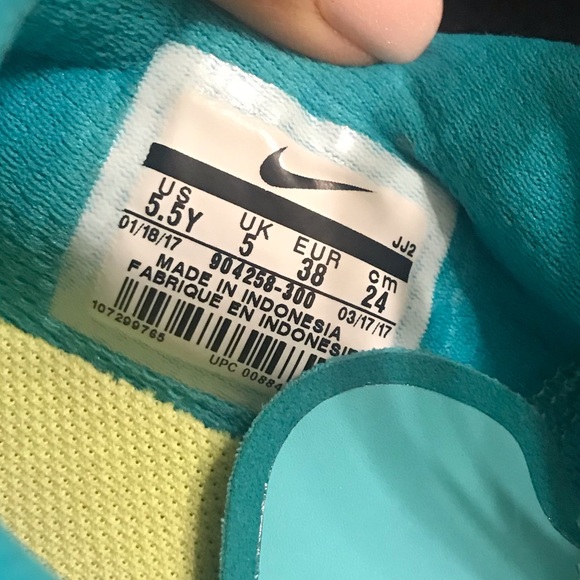 JJ2
US UK EUR cm
5.5Y 5 38 24
01/18/17 904258-300 03/17/17
MADE IN INDONESIA
FABRIQUE EN INDONESIE
107299765
UPC 00884